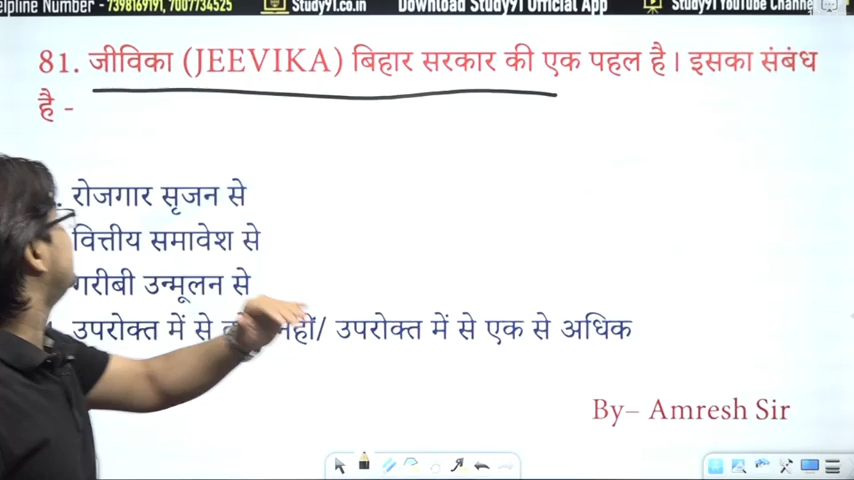 elpline Number - 7398169191, 7007734525 Study91.co.in Download Study91 Official App Study91 YouTube Channe
81. जीविका (JEEVIKA) बिहार सरकार की एक पहल है। इसका संबंध
है -
रोजगार सृजन से
वित्तीय समावेश से
गरीबी उन्मूलन से
उपरोक्त में से नहीं/ उपरोक्त में से एक से अधिक
By– Amresh Sir